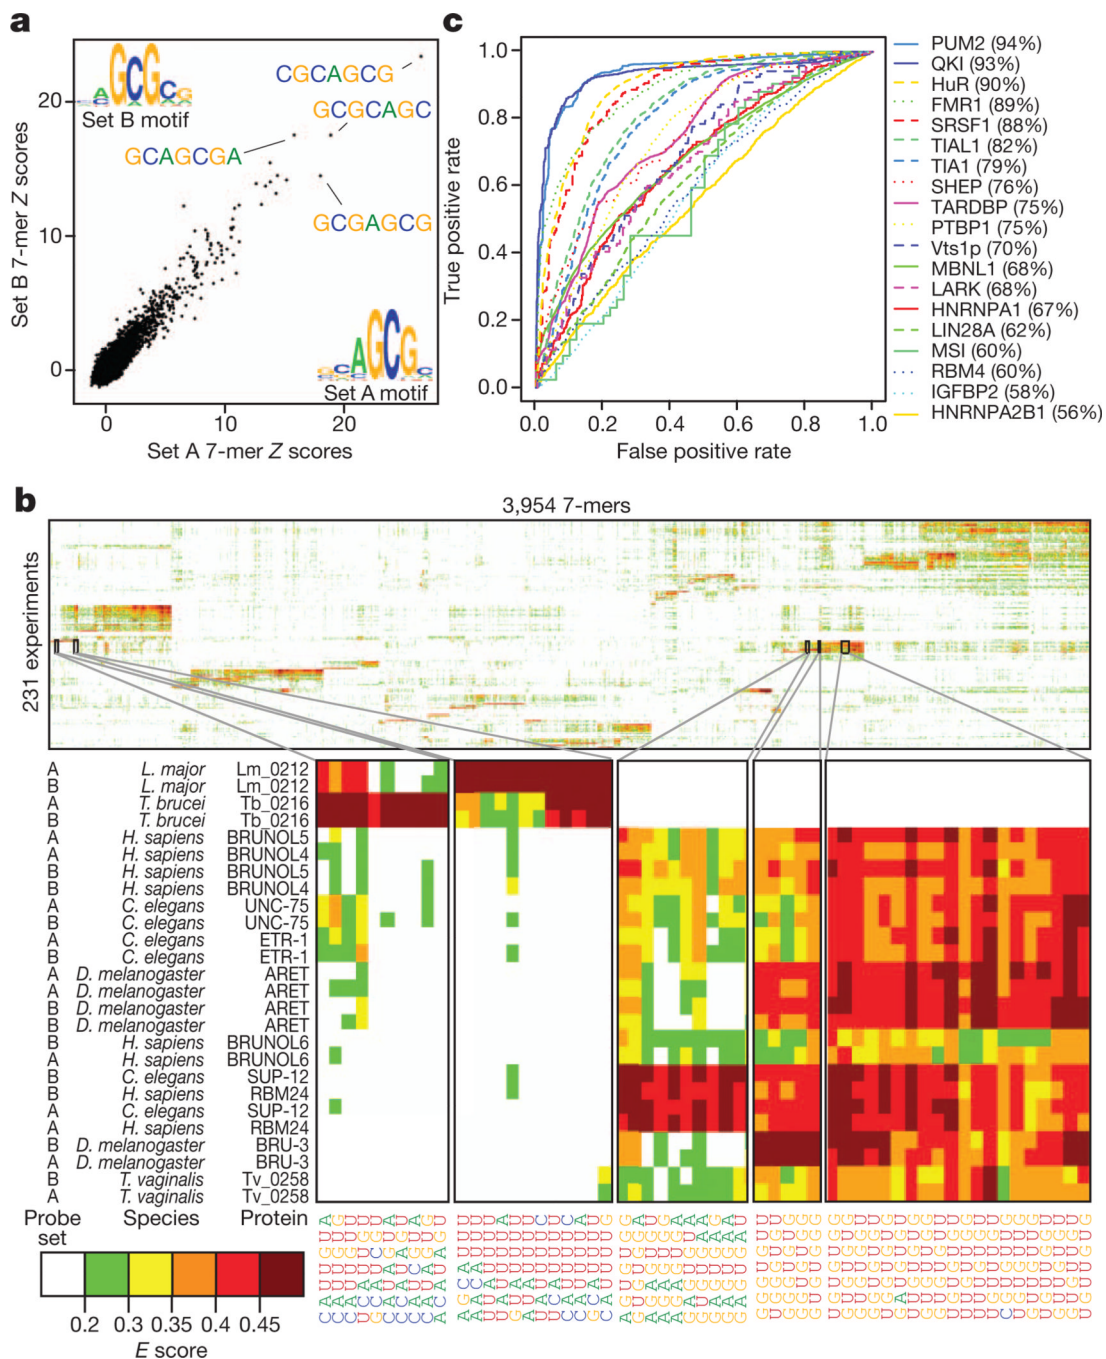 a
Set B 7-mer Z scores
20
10
0
0
10
20
Set A 7-mer Z scores
Set B motif
CGCAGCG
GCGCAGC
GCAGCGA
GCGAGCG
Set A motif
c
True positive rate
1.0
0.8
0.6
0.4
0.2
0.0
0.0 0.2 0.4 0.6 0.8 1.0
False positive rate
PUM2 (94%)
QKI (93%)
HuR (90%)
FMR1 (89%)
SRSF1 (88%)
TIAL1 (82%)
TIA1 (79%)
SHEP (76%)
TARDBP (75%)
PTBP1 (75%)
Vts1p (70%)
MBNL1 (68%)
LARK (68%)
HNRNPA1 (67%)
LIN28A (62%)
MSI (60%)
RBM4 (60%)
IGFBP2 (58%)
HNRNPA2B1 (56%)
b
3,954 7-mers
231 experiments
A L. major Lm_0212
B L. major Lm_0212
A T. brucei Tb_0216
B T. brucei Tb_0216
A H. sapiens BRUNOL5
A H. sapiens BRUNOL4
B H. sapiens BRUNOL5
B H. sapiens BRUNOL4
A C. elegans UNC-75
B C. elegans UNC-75
A C. elegans ETR-1
B C. elegans ETR-1
A D. melanogaster ARET
A D. melanogaster ARET
B D. melanogaster ARET
B D. melanogaster ARET
B H. sapiens BRUNOL6
A H. sapiens BRUNOL6
B C. elegans SUP-12
B H. sapiens RBM24
A C. elegans SUP-12
A H. sapiens RBM24
B D. melanogaster BRU-3
A D. melanogaster BRU-3
B T. vaginalis Tv_0258
A T. vaginalis Tv_0258
Probe set Species Protein
0.2 0.3 0.35 0.4 0.45
E score